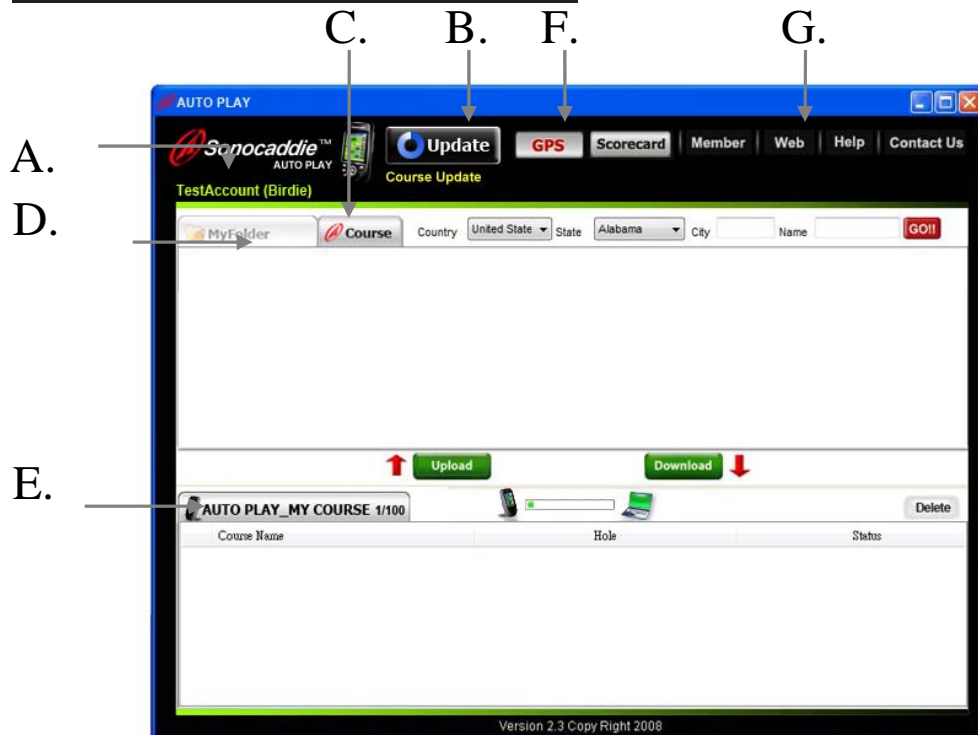 C. B. F. G.
AUTO PLAY
A.
Sonocaddie™
AUTO PLAY
Update
GPS Scorecard Member Web Help Contact Us
Course Update
TestAccount (Birdie)
D.
MyFolder Course Country United State State Alabama City Name GO!!
Upload Download
E.
AUTO PLAY_MY COURSE 1/100 Delete
Course Name Hole Status
Version 2.3 Copy Right 2008